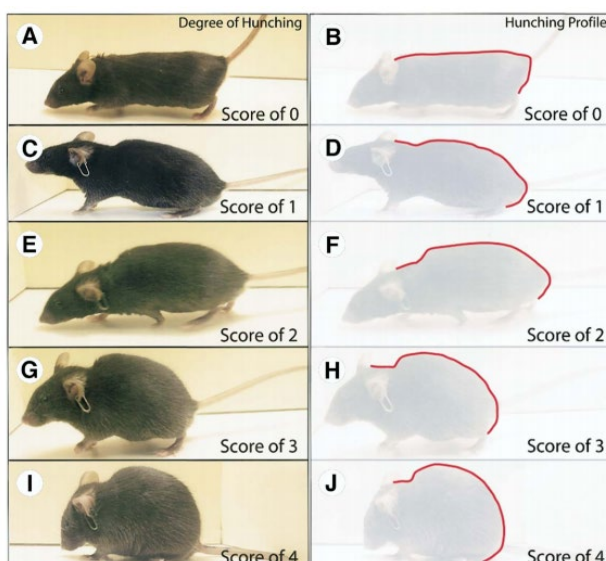 A Degree of Hunching
B Hunching Profile
Score of 0
Score of 0
C
D
Score of 1
Score of 1
E
F
Score of 2
Score of 2
G
H
Score of 3
Score of 3
I
J
Score of 4
Score of 4